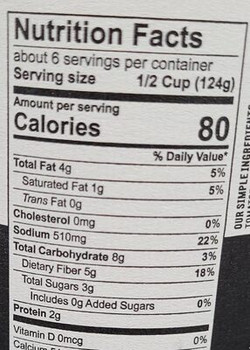 Nutrition Facts
about 6 servings per container
Serving size 1/2 Cup (124g)
Amount per serving
Calories 80
% Daily Value*
Total Fat 4g 5%
Saturated Fat 1g 5%
Trans Fat 0g
Cholesterol 0mg 0%
Sodium 510mg 22%
Total Carbohydrate 8g 3%
Dietary Fiber 5g 18%
Total Sugars 3g
Includes 0g Added Sugars 0%
Protein 2g
Vitamin D 0mcg 0%
Calcium
OUR SIMPLE INGREDIENTS